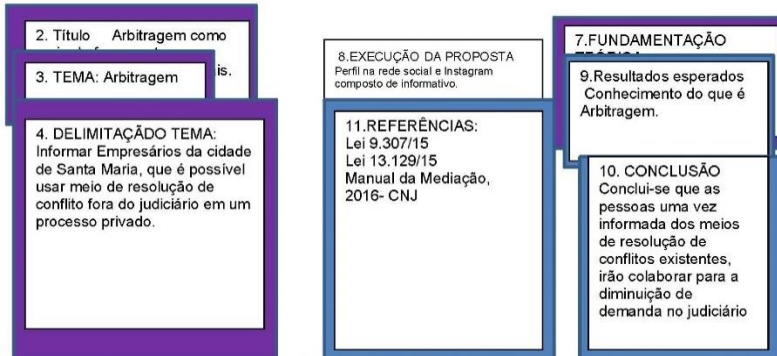 2. Título Arbitragem como
is.
3. TEMA: Arbitragem
4. DELIMITAÇÃDO TEMA:
Informar Empresários da cidade
de Santa Maria, que é possível
usar meio de resolução de
conflito fora do judiciário em um
processo privado.
8.EXECUÇÃO DA PROPOSTA
Perfil na rede social e Instagram
composto de informativo.
11.REFERÊNCIAS:
Lei 9.307/15
Lei 13.129/15
Manual da Mediação,
2016- CNJ
7.FUNDAMENTAÇÃO
9.Resultados esperados
Conhecimento do que é
Arbitragem.
10. CONCLUSÃO
Conclui-se que as
pessoas uma vez
informada dos meios
de resolução de
conflitos existentes,
irão colaborar para a
diminuição de
demanda no judiciário